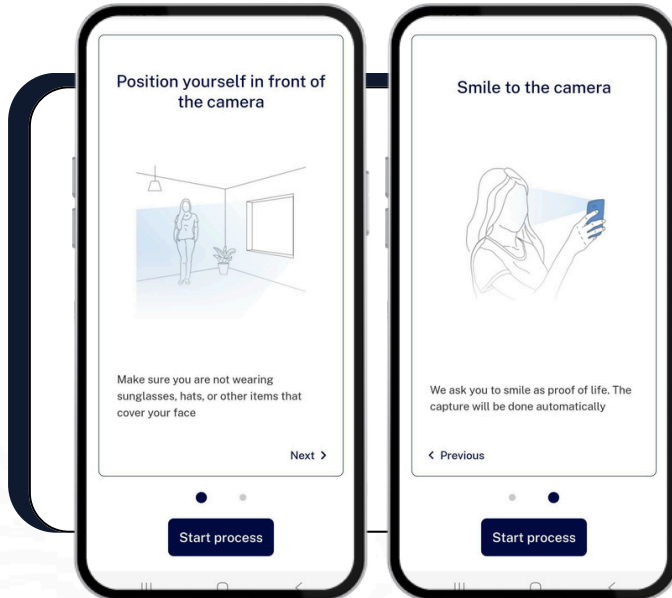 Position yourself in front of
the camera
Make sure you are not wearing
sunglasses, hats, or other items that
cover your face
Next >
Start process
Smile to the camera
We ask you to smile as proof of life. The
capture will be done automatically
< Previous
Start process